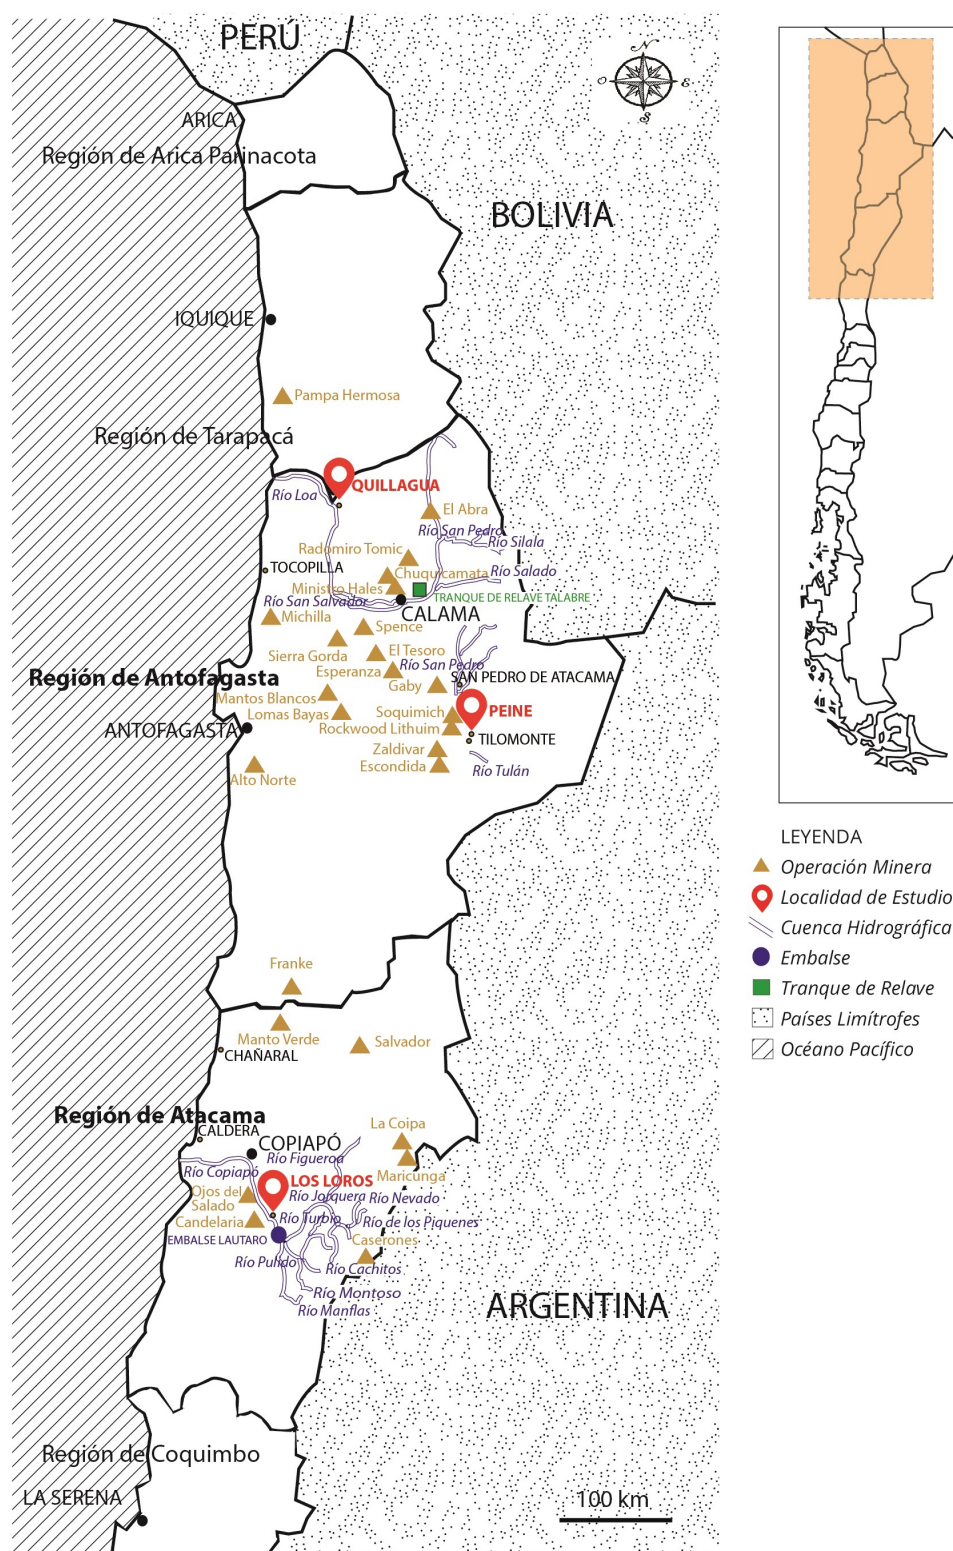 PERÚ
N
O
E
S
ARICA
Región de Arica Parinacota
BOLIVIA
IQUIQUE
Pampa Hermosa
Región de Tarapacá
QUILLAGUA
Río Loa
El Abra
Río San Pedro
Río Silala
Radomiro Tomic
TOCOPILLA
Chuquicamata
Río Salado
Ministro Hales
TRANQUE DE RELAVE TALABRE
Río San Salvador
CALAMA
Michilla
Spence
El Tesoro
Sierra Gorda
Río San Pedro
Esperanza
SAN PEDRO DE ATACAMA
Región de Antofagasta
Gaby
Mantos Blancos
PEINE
Soquimich
Lomas Bayas
Rockwood Lithuim
ANTOFAGASTA
TILOMONTE
Zaldivar
Escondida
Río Tulán
Alto Norte
Franke
Manto Verde
Salvador
CHAÑARAL
Región de Atacama
La Coipa
CALDERA
COPIAPÓ
Río Figueroa
Río Copiapó
Maricunga
LOS LOROS
Ojos del
Salado
Río Jorquera
Río Nevado
Candelaria
Río Turbio
Río de los Piquenes
EMBALSE LAUTARO
Caserones
Río Pulido
Río Cachitos
Río Montoso
Río Manflas
ARGENTINA
Región de Coquimbo
LA SERENA
100 km
LEYENDA
Operación Minera
Localidad de Estudio
Cuenca Hidrográfica
Embalse
Tranque de Relave
Países Limítrofes
Océano Pacífico